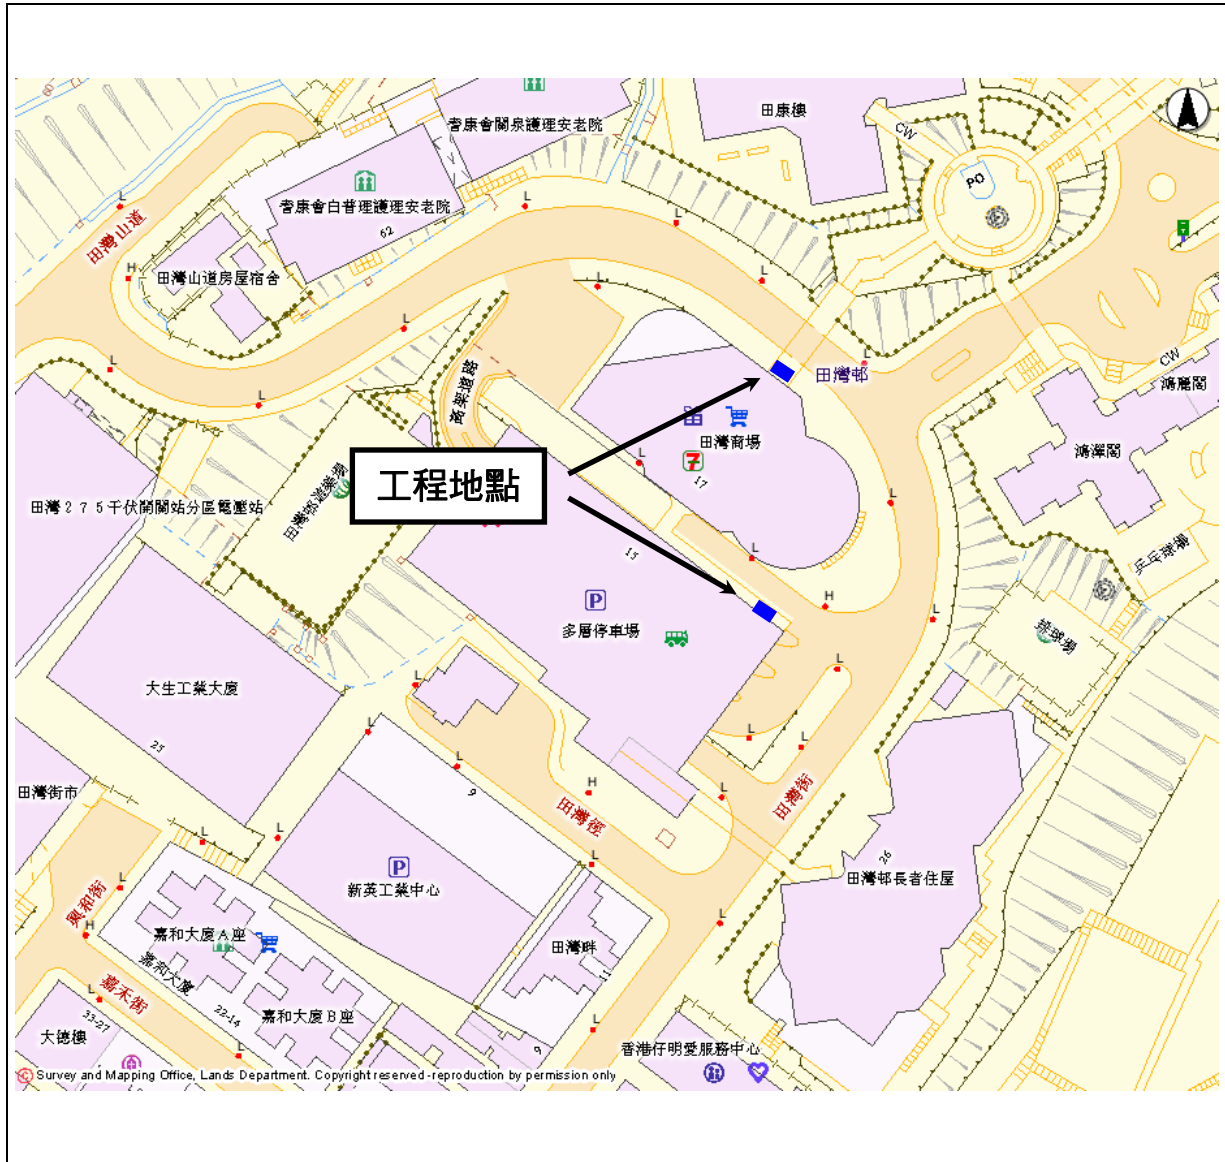 耆康會關泉護理安老院
田康樓
CW
PO
耆康會白普理護理安老院
62
田灣山道
田灣山道房屋宿舍
高架道路
田灣邨
CW
鴻麗閣
田灣商場
17
鴻澤閣
工程地點
田灣275千伏開關站分區電壓站
田灣邨遊樂場
15
乒乓球檯
P
多層停車場
排球場
大生工業大廈
25
田灣街市
9
田灣徑
田灣街
26
田灣邨長者住屋
P
新英工業中心
興和街
嘉和大廈A座
嘉和大廈
田灣畔
11
嘉禾街
22-14
嘉和大廈B座
33-27
大德樓
9
香港仔明愛服務中心
Survey and Mapping Office, Lands Department. Copyright reserved - reproduction by permission only